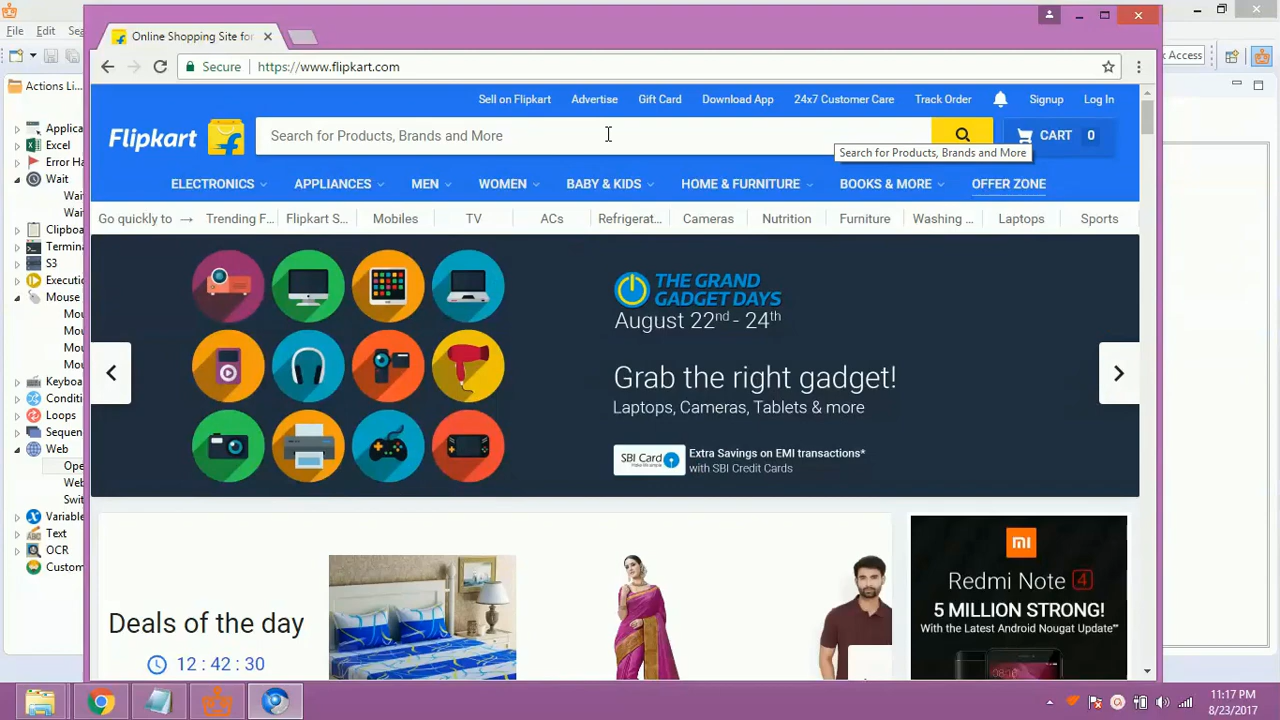 Online Shopping Site for
File Edit Sea
Access
Secure https://www.flipkart.com
Actions Li
Sell on Flipkart Advertise Gift Card Download App 24x7 Customer Care Track Order Signup Log In
Flipkart Search for Products, Brands and More CART 0
Search for Products, Brands and More
ELECTRONICS APPLIANCES MEN WOMEN BABY & KIDS HOME & FURNITURE BOOKS & MORE OFFER ZONE
Go quickly to → Trending F... Flipkart S... Mobiles TV ACs Refrigerat... Cameras Nutrition Furniture Washing ... Laptops Sports
Applica
Excel
Error Ha
Wait
Wai
Wai
Clipboa
Termina
S3
Executio
Mouse
Mou
Mou
Mou
Mou
Keyboa
Conditi
Loops
Sequen
Web
Ope
Web
Swit
Variable
Text
OCR
Custom
THE GRAND
GADGET DAYS
August 22nd - 24th
Grab the right gadget!
Laptops, Cameras, Tablets & more
SBI Card
Extra Savings on EMI transactions*
with SBI Credit Cards
Deals of the day
12 : 42 : 30
mi
Redmi Note 4
5 MILLION STRONG!
With the Latest Android Nougat Update**
11:17 PM
8/23/2017